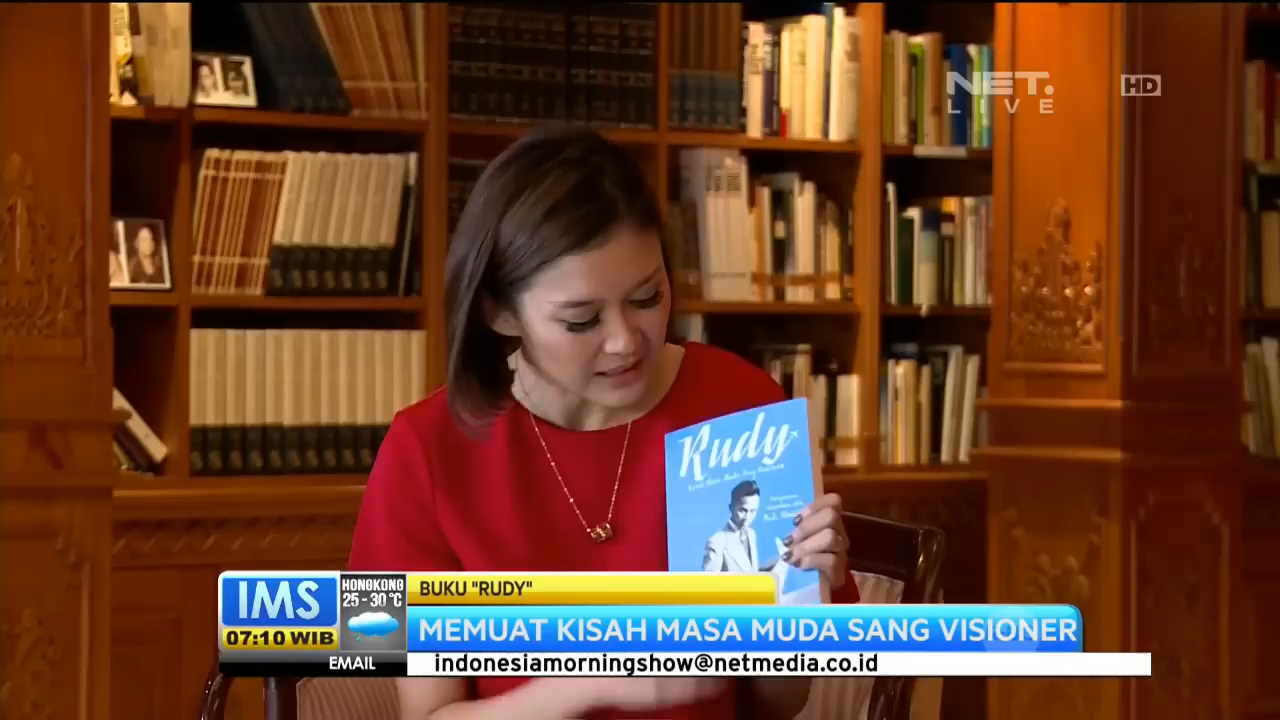 NET.
LIVE
HD
Rudy
IMS
07:10 WIB
HONGKONG
25 - 30 °C
BUKU "RUDY"
MEMUAT KISAH MASA MUDA SANG VISIONER
EMAIL
indonesiamorningshow@netmedia.co.id